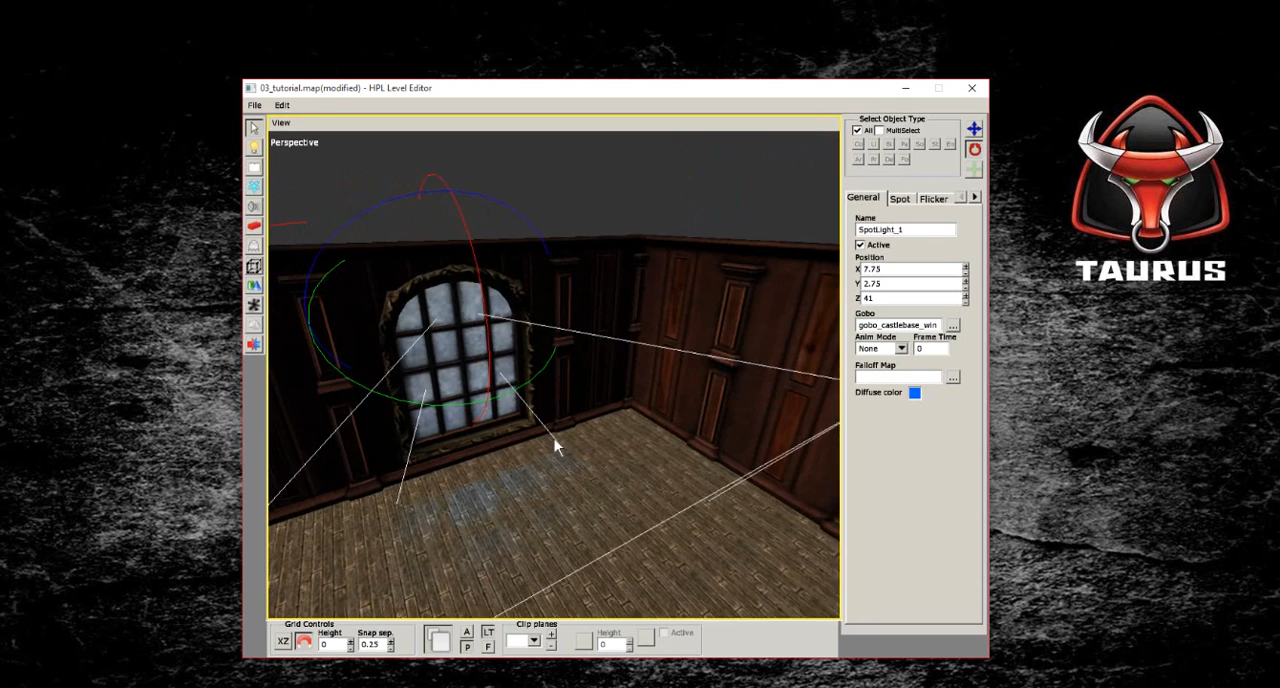 03_tutorial.map(modified) - HPL Level Editor
File Edit
View
Perspective
Select Object Type
All MultiSelect
General Spot Flicker
Name
SpotLight_1
Active
Position
X 7.75
Y 2.75
Z 41
Gobo
gobo_castlebase_win ...
Anim Mode Frame Time
None 0
Falloff Map
...
Diffuse color
Grid Controls
XZ Height Snap sep.
0 0.25
A LT
P F
Clip planes
+
-
Height
0
Active
TAURUS